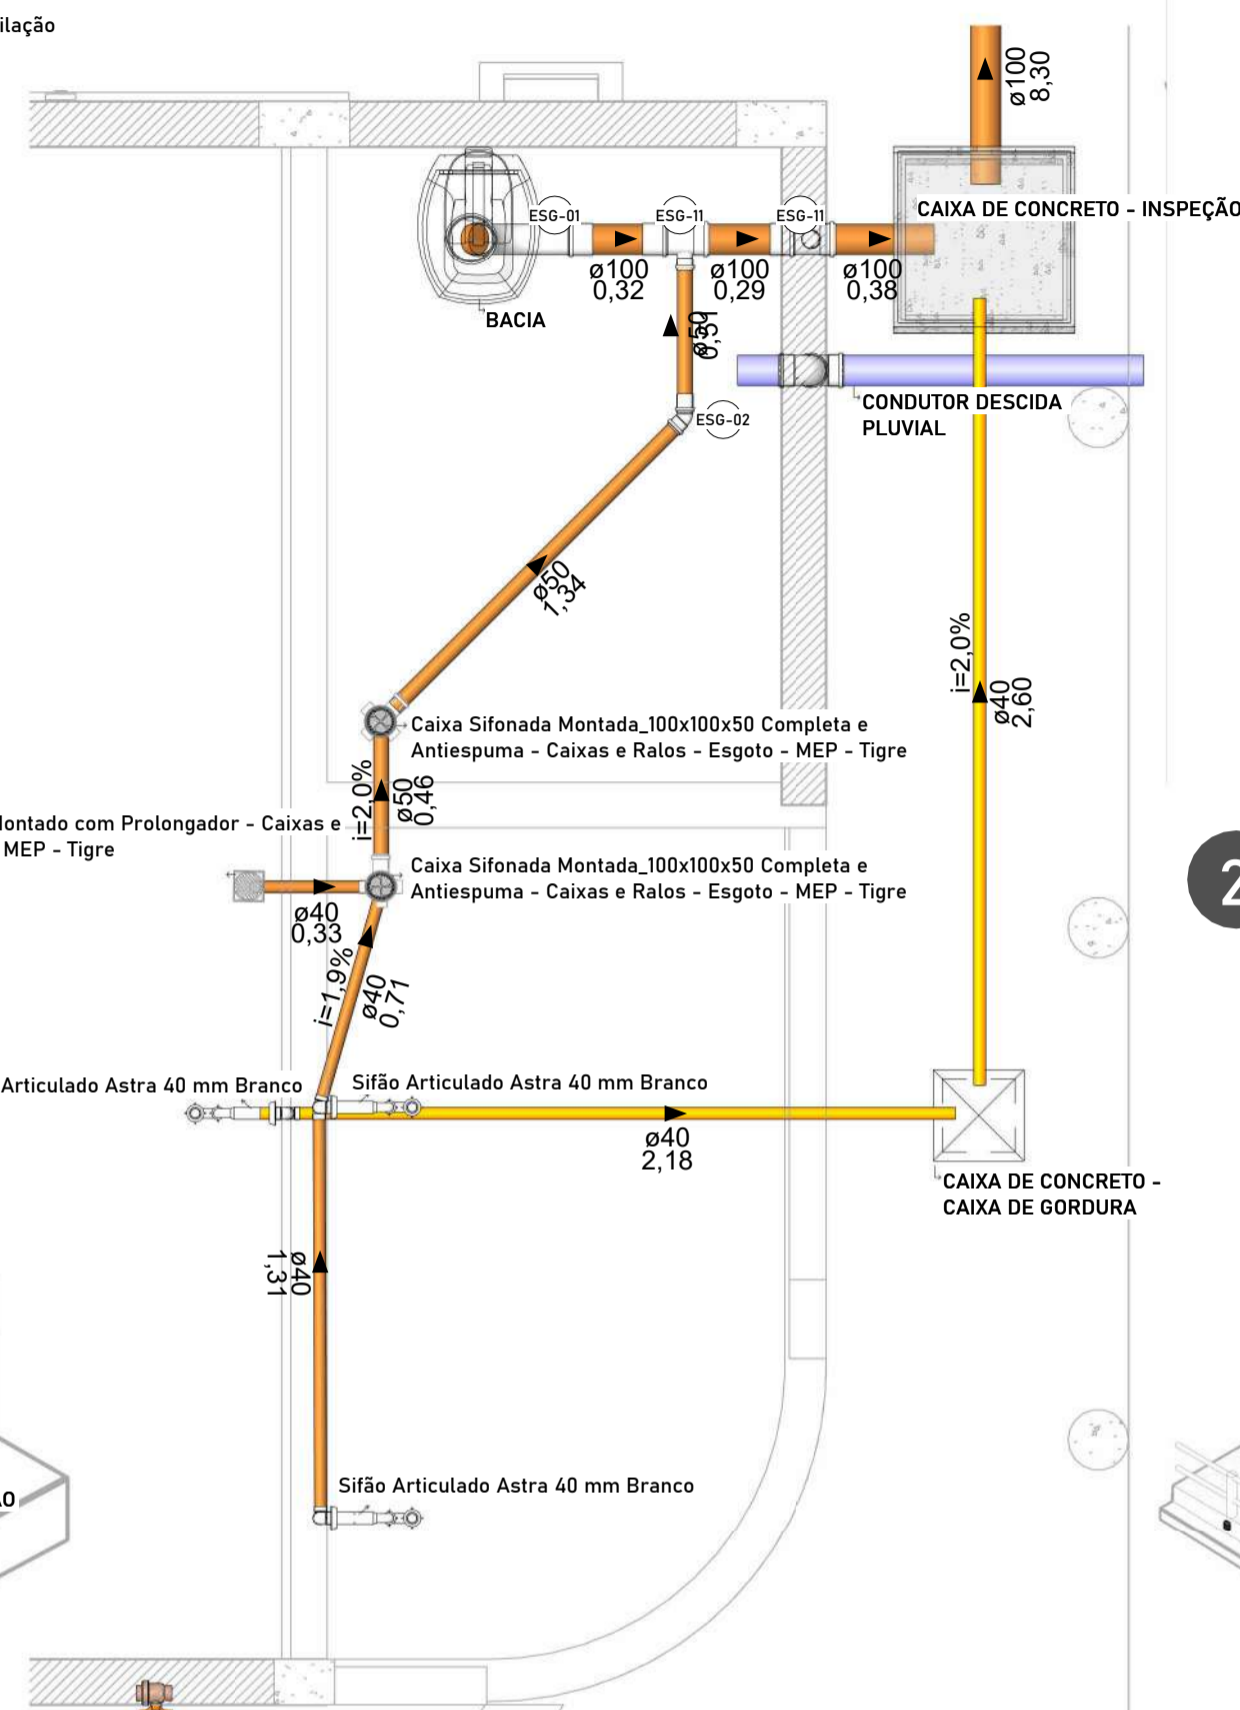 ilação
ø100
8,30
CAIXA DE CONCRETO - INSPEÇÃO
ESG-01
ESG-11
ESG-11
ø100
0,32
ø100
0,29
ø100
0,38
BACIA
ø50
0,31
CONDUTOR DESCIDA
PLUVIAL
ESG-02
ø50
1,34
i=2,0%
ø40
2,60
Caixa Sifonada Montada_100x100x50 Completa e
Antiespuma - Caixas e Ralos - Esgoto - MEP - Tigre
i=2,0%
ø50
0,46
ontado com Prolongador - Caixas e
MEP - Tigre
Caixa Sifonada Montada_100x100x50 Completa e
Antiespuma - Caixas e Ralos - Esgoto - MEP - Tigre
2
ø40
0,33
i=1,9%
ø40
0,71
Articulado Astra 40 mm Branco
Sifão Articulado Astra 40 mm Branco
ø40
2,18
CAIXA DE CONCRETO -
CAIXA DE GORDURA
ø40
1,31
Sifão Articulado Astra 40 mm Branco
O